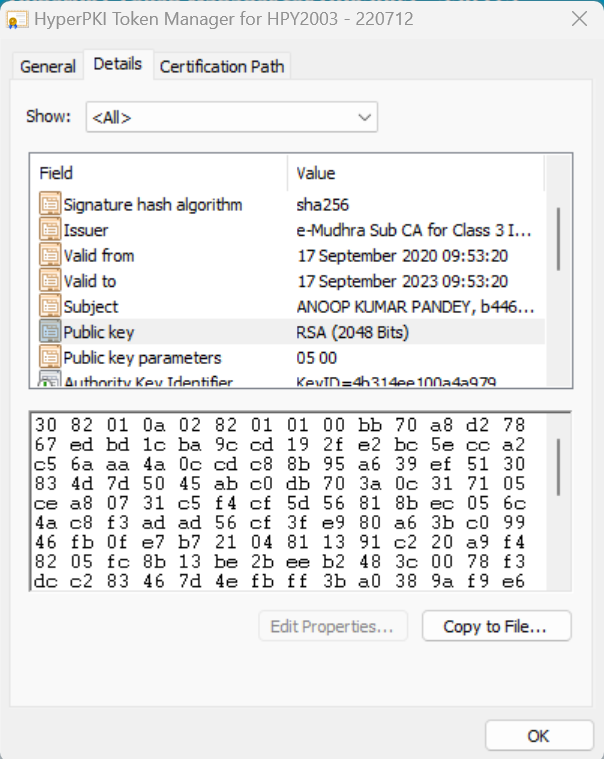 HyperPKI Token Manager for HPY2003 - 220712
General Details Certification Path
Show: <All>
Field Value
Signature hash algorithm sha256
Issuer e-Mudhra Sub CA for Class 3 I...
Valid from 17 September 2020 09:53:20
Valid to 17 September 2023 09:53:20
Subject ANOOP KUMAR PANDEY, b446...
Public key RSA (2048 Bits)
Public key parameters 05 00
Authority Key Identifier KeyID=4b314ee100a4a979
30 82 01 0a 02 82 01 01 00 bb 70 a8 d2 78
67 ed bd 1c ba 9c cd 19 2f e2 bc 5e cc a2
c5 6a aa 4a 0c cd c8 8b 95 a6 39 ef 51 30
83 4d 7d 50 45 ab c0 db 70 3a 0c 31 71 05
ce a8 07 31 c5 f4 cf 5d 56 81 8b ec 05 6c
4a c8 f3 ad ad 56 cf 3f e9 80 a6 3b c0 99
46 fb 0f e7 b7 21 04 81 13 91 c2 20 a9 f4
82 05 fc 8b 13 be 2b ee b2 48 3c 00 78 f3
dc c2 83 46 7d 4e fb ff 3b a0 38 9a f9 e6
Edit Properties... Copy to File...
OK